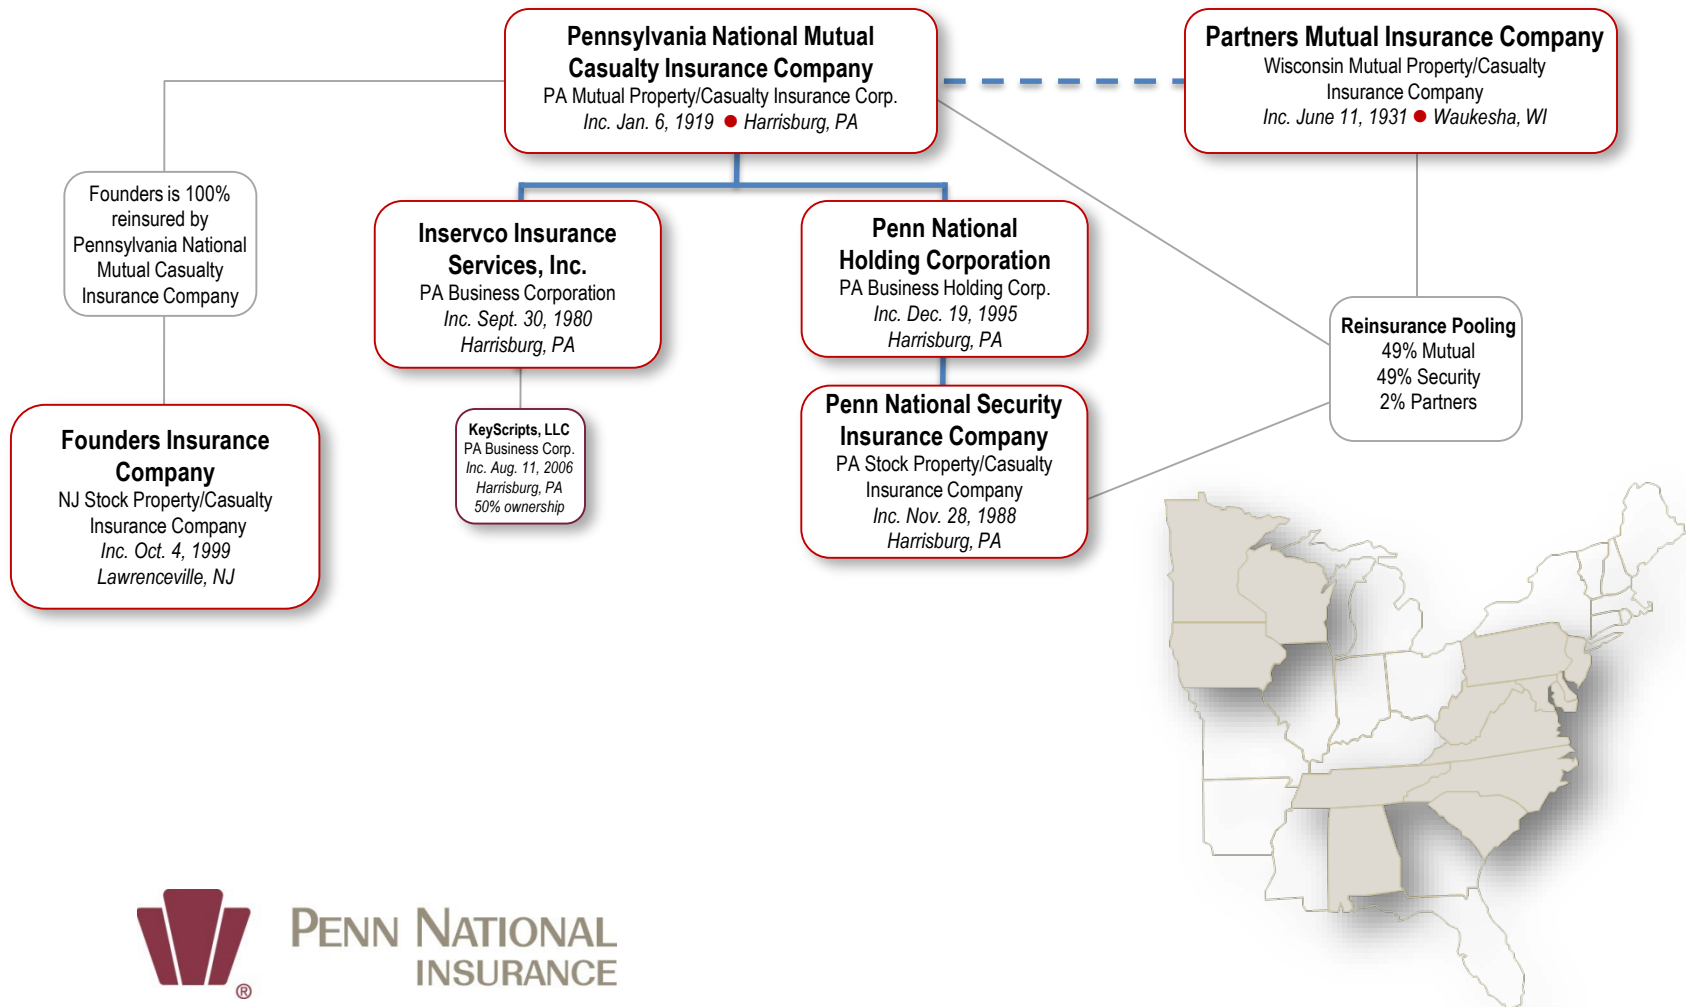 Pennsylvania National Mutual
Casualty Insurance Company
PA Mutual Property/Casualty Insurance Corp.
Inc. Jan. 6, 1919 ● Harrisburg, PA
Partners Mutual Insurance Company
Wisconsin Mutual Property/Casualty
Insurance Company
Inc. June 11, 1931 ● Waukesha, WI
Founders is 100%
reinsured by
Pennsylvania National
Mutual Casualty
Insurance Company
Inservco Insurance
Services, Inc.
PA Business Corporation
Inc. Sept. 30, 1980
Harrisburg, PA
Penn National
Holding Corporation
PA Business Holding Corp.
Inc. Dec. 19, 1995
Harrisburg, PA
Reinsurance Pooling
49% Mutual
49% Security
2% Partners
Founders Insurance
Company
NJ Stock Property/Casualty
Insurance Company
Inc. Oct. 4, 1999
Lawrenceville, NJ
KeyScripts, LLC
PA Business Corp.
Inc. Aug. 11, 2006
Harrisburg, PA
50% ownership
Penn National Security
Insurance Company
PA Stock Property/Casualty
Insurance Company
Inc. Nov. 28, 1988
Harrisburg, PA
PENN NATIONAL
INSURANCE
®